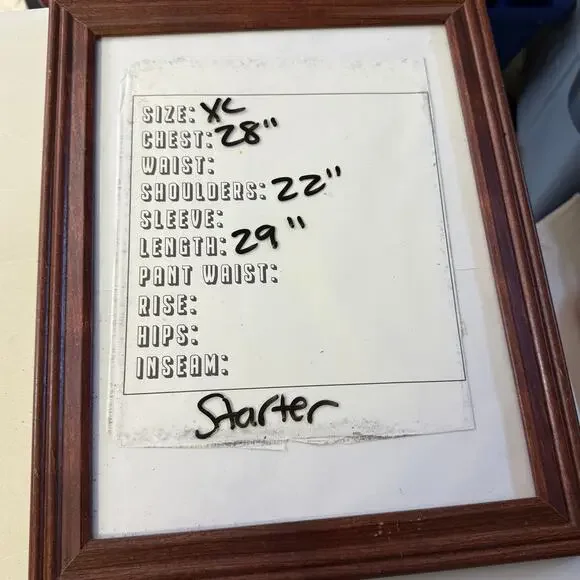 SIZE: XL
CHEST: 28"
WAIST:
SHOULDERS: 22"
SLEEVE:
LENGTH: 29"
PANT WAIST:
RISE:
HIPS:
INSEAM:
Starter